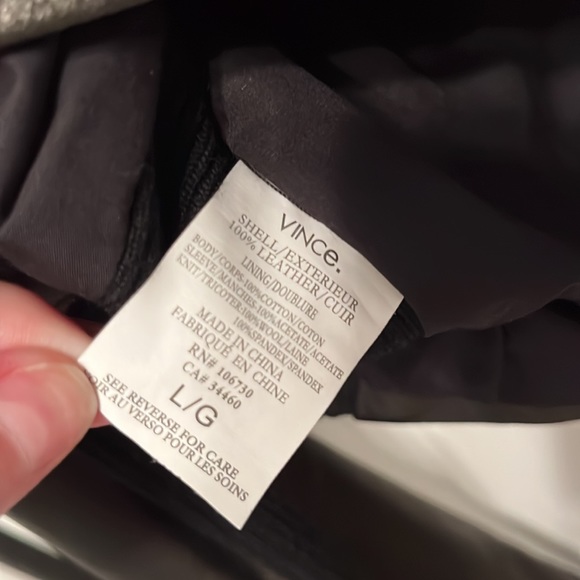 VINCE.
SHELL/EXTERIEUR
100% LEATHER/CUIR
LINING/DOUBLURE
BODY/CORPS-100%COTTON/COTON
SLEEVE/MANCHES-100%ACETATE/ACETATE
KNIT/TRICOTES-100%WOOL/LAINE
100%SPANDEX/SPANDEX
MADE IN CHINA
FABRIQUÉ EN CHINE
RN# 106730
CA# 34460
L/G
SEE REVERSE FOR CARE
VOIR AU VERSO POUR LES SOINS